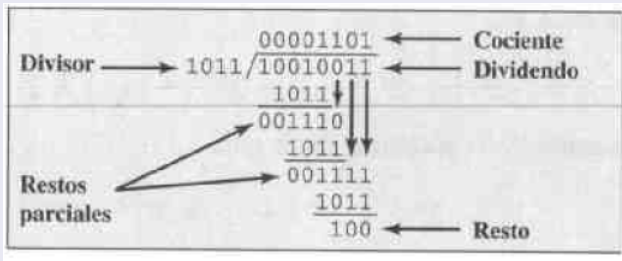 00001101 Cociente
Divisor 1011/10010011 Dividendo
1011
001110
1011
Restos 001111
parciales 1011
100 Resto